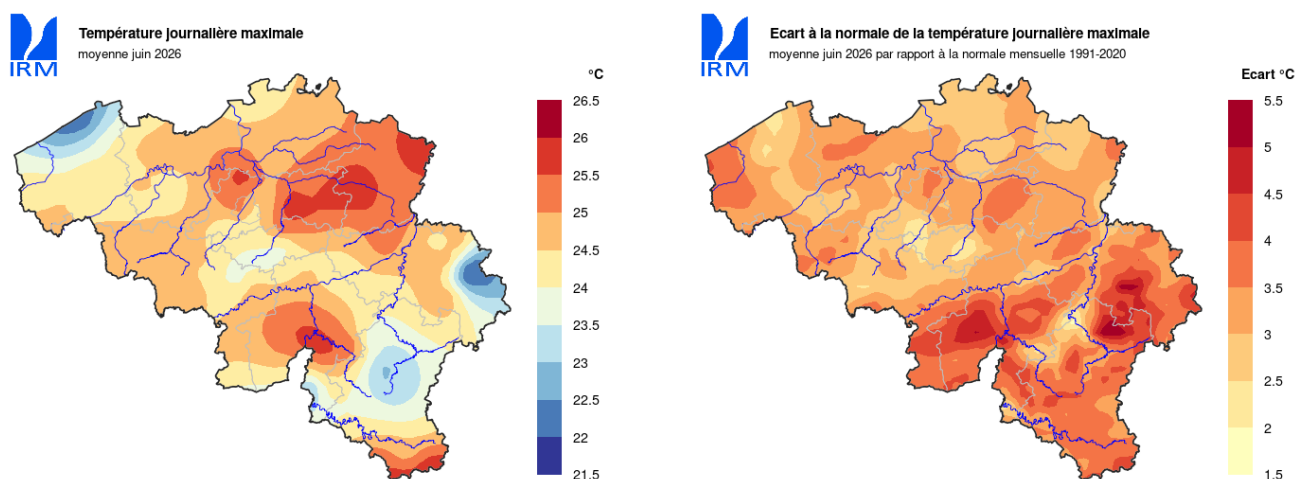 Température journalière maximale
moyenne juin 2026
IRM
°C
26.5
26
25.5
25
24.5
24
23.5
23
22.5
22
21.5
Ecart à la normale de la température journalière maximale
moyenne juin 2026 par rapport à la normale mensuelle 1991-2020
IRM
Ecart °C
5.5
5
4.5
4
3.5
3
2.5
2
1.5